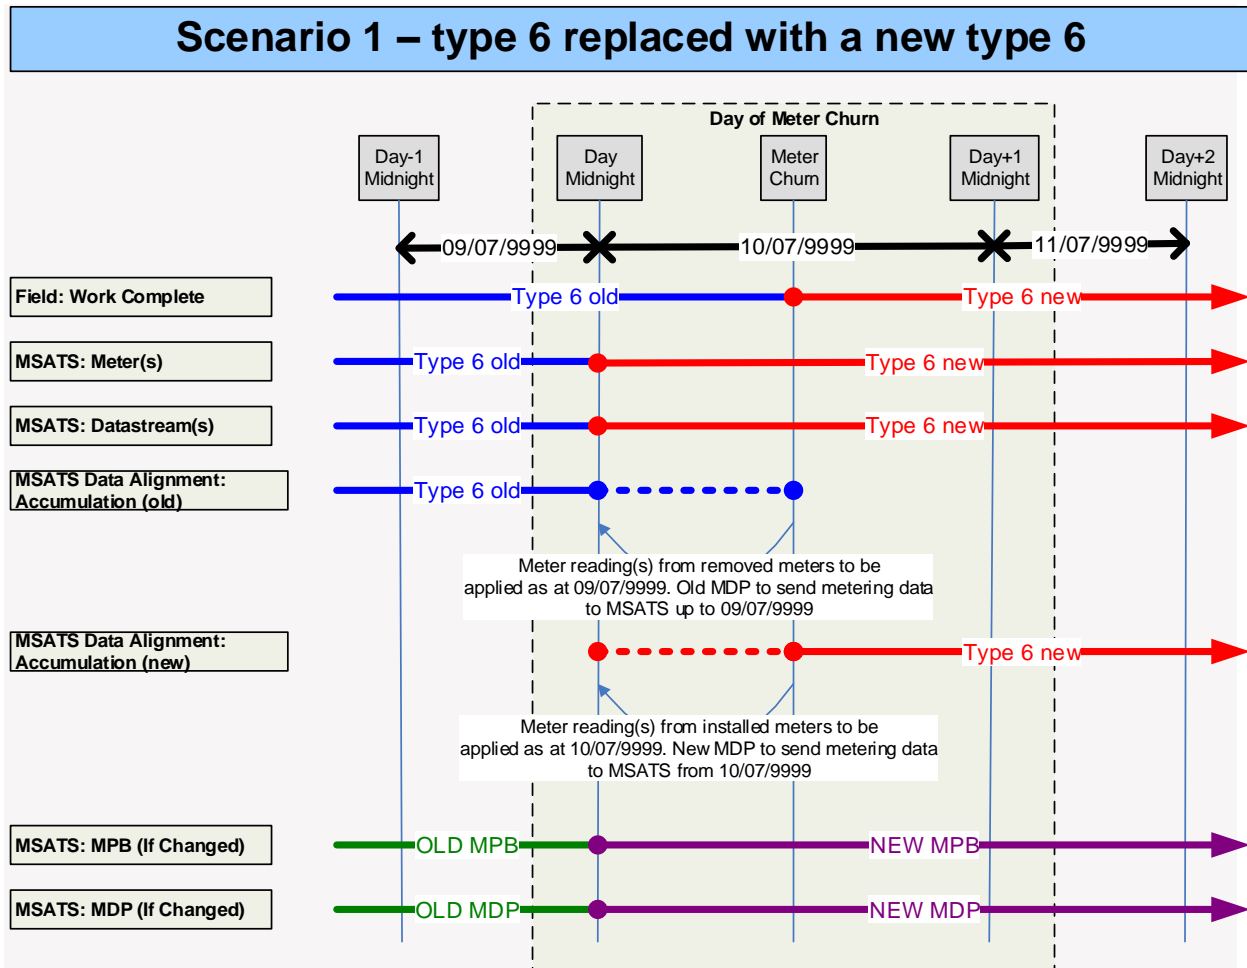 Scenario 1 – type 6 replaced with a new type 6
Day of Meter Churn
Day-1
Midnight
Day
Midnight
Meter
Churn
Day+1
Midnight
Day+2
Midnight
09/07/9999
10/07/9999
11/07/9999
Field: Work Complete
Type 6 old
Type 6 new
MSATS: Meter(s)
Type 6 old
Type 6 new
MSATS: Datastream(s)
Type 6 old
Type 6 new
MSATS Data Alignment:
Accumulation (old)
Type 6 old
Meter reading(s) from removed meters to be
applied as at 09/07/9999. Old MDP to send metering data
to MSATS up to 09/07/9999
MSATS Data Alignment:
Accumulation (new)
Type 6 new
Meter reading(s) from installed meters to be
applied as at 10/07/9999. New MDP to send metering data
to MSATS from 10/07/9999
MSATS: MPB (If Changed)
OLD MPB
NEW MPB
MSATS: MDP (If Changed)
OLD MDP
NEW MDP